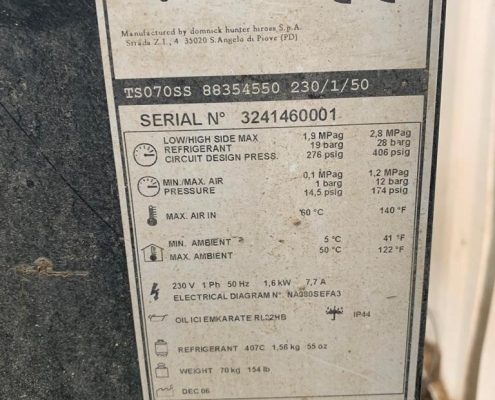 Manufactured by domnick hunter hiross S.p.A.
Strada Z.I., 4 35020 S.Angelo di Piove (PD)
TS070SS 88354550 230/1/50
SERIAL N° 3241460001
LOW/HIGH SIDE MAX 1,9 MPag 2,8 MPag
REFRIGERANT 19 barg 28 barg
CIRCUIT DESIGN PRESS. 276 psig 406 psig
MIN./MAX. AIR 0,1 MPag 1,2 MPag
PRESSURE 1 barg 12 barg
14,5 psig 174 psig
MAX. AIR IN 60 °C 140 °F
MIN. AMBIENT 5 °C 41 °F
MAX. AMBIENT 50 °C 122 °F
230 V 1 Ph 50 Hz 1,6 kW 7,7 A
ELECTRICAL DIAGRAM N°. NA080SEFA3
OIL ICI EMKARATE RL32HB IP44
REFRIGERANT 407C 1,56 kg 55 oz
WEIGHT 70 kg 154 lb
DEC 06